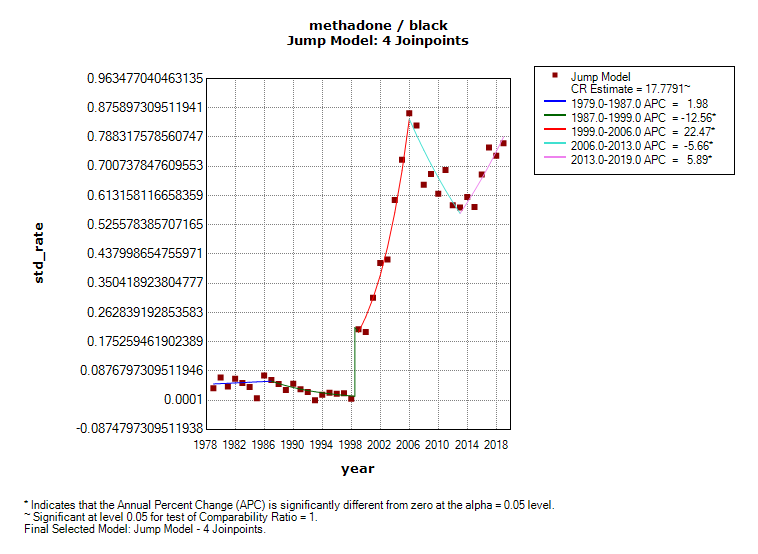 methadone / black
Jump Model: 4 Joinpoints
0.963477040463135
0.875897309511941
0.788317578560747
0.700737847609553
0.613158116658359
0.525578385707165
0.437998654755971
0.350418923804777
0.262839192853583
0.175259461902389
0.0876797309511946
0.0001
-0.0874797309511938
std_rate
1978 1982 1986 1990 1994 1998 2002 2006 2010 2014 2018
year
Jump Model
CR Estimate = 17.7791~
1979.0-1987.0 APC = 1.98
1987.0-1999.0 APC = -12.56*
1999.0-2006.0 APC = 22.47*
2006.0-2013.0 APC = -5.66*
2013.0-2019.0 APC = 5.89*
* Indicates that the Annual Percent Change (APC) is significantly different from zero at the alpha = 0.05 level.
~ Significant at level 0.05 for test of Comparability Ratio = 1.
Final Selected Model: Jump Model - 4 Joinpoints.